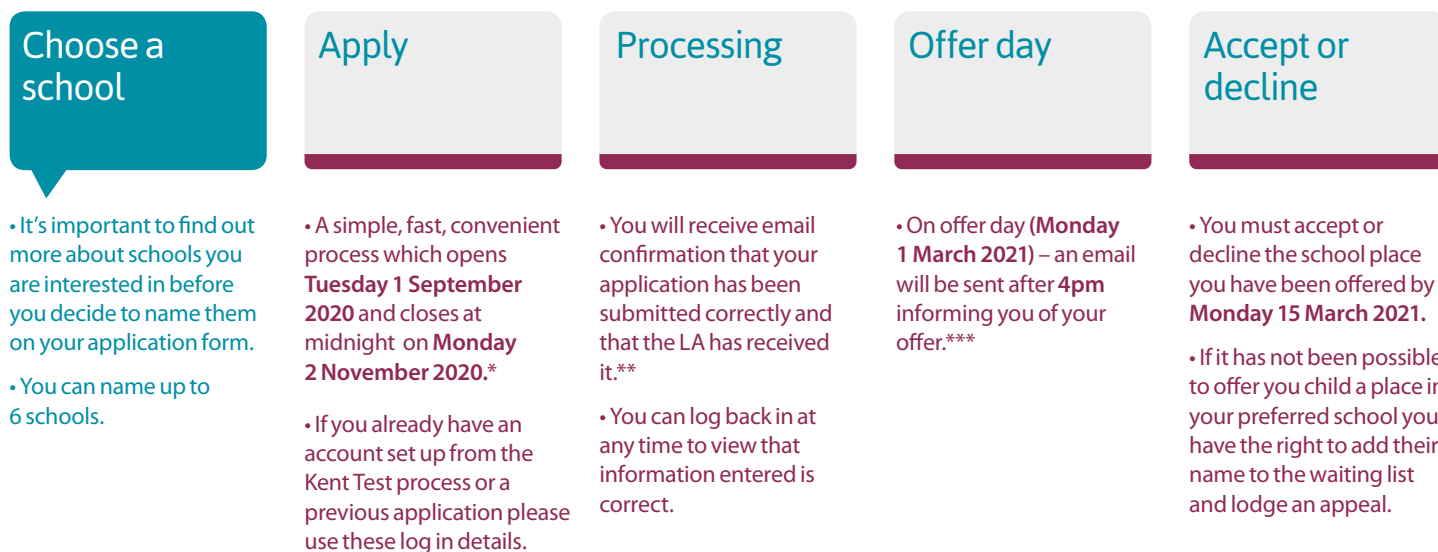 Choose a
school
• It's important to find out
more about schools you
are interested in before
you decide to name them
on your application form.
• You can name up to
6 schools.
Apply
• A simple, fast, convenient
process which opens
Tuesday 1 September
2020 and closes at
midnight on Monday
2 November 2020.*
• If you already have an
account set up from the
Kent Test process or a
previous application please
use these log in details.
Processing
• You will receive email
confirmation that your
application has been
submitted correctly and
that the LA has received
it.**
• You can log back in at
any time to view that
information entered is
correct.
Offer day
• On offer day (Monday
1 March 2021) – an email
will be sent after 4pm
informing you of your
offer.***
Accept or
decline
• You must accept or
decline the school place
you have been offered by
Monday 15 March 2021.
• If it has not been possible
to offer you child a place in
your preferred school you
have the right to add their
name to the waiting list
and lodge an appeal.